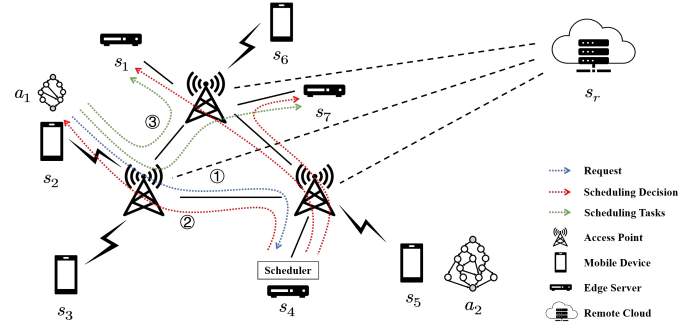 s₆
s₁
a₁
③
s₇
sᵣ
s₂
①
②
Scheduler
s₃
s₄
s₅
a₂
Request
Scheduling Decision
Scheduling Tasks
Access Point
Mobile Device
Edge Server
Remote Cloud